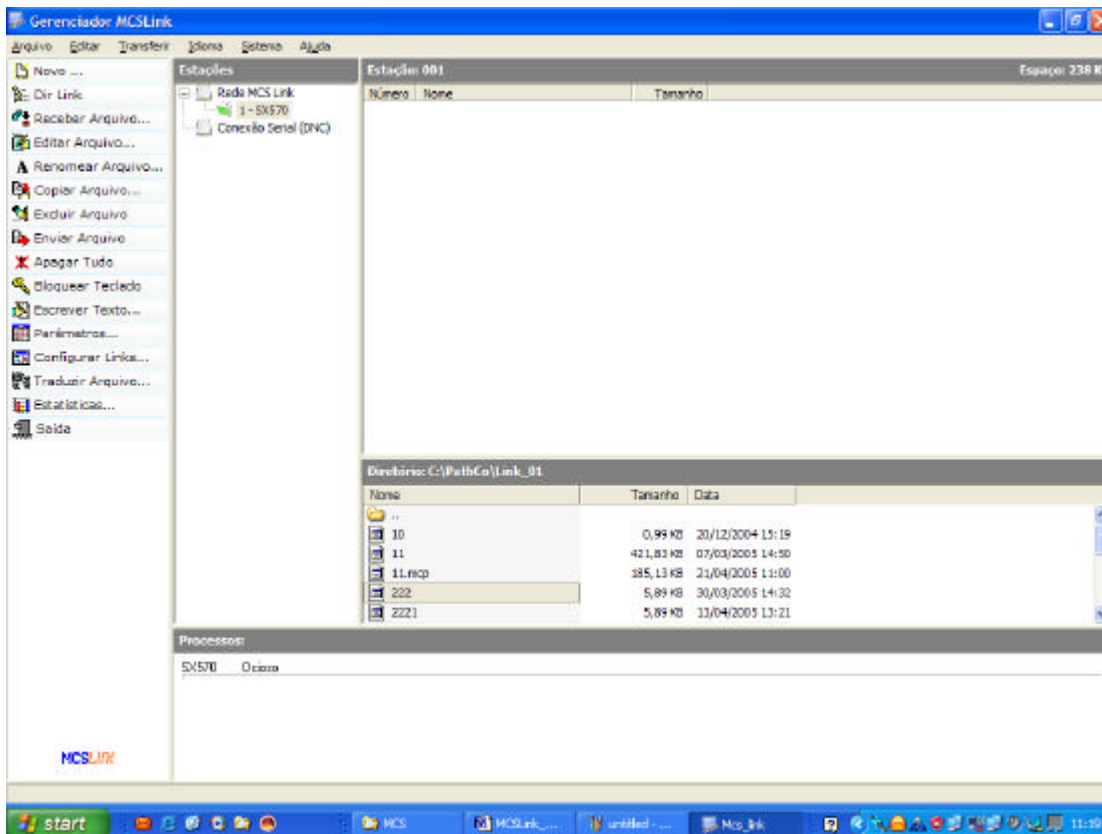 Gerenciador MCSLink
Arquivo Editar Transferir Idioma Sistema Ajuda
Novo ...
Dir Link
Receber Arquivo...
Editar Arquivo...
Renomear Arquivo...
Copiar Arquivo...
Excluir Arquivo
Enviar Arquivo
Apagar Tudo
Bloquear Teclado
Escrever Texto...
Parâmetros...
Configurar Links...
Traduzir Arquivo...
Estatísticas...
Saída
MCSLINK
Estações
Rede MCS Link
1 - SX570
Conexão Serial (DNC)
Estação: 001 Espaço: 238 K
Número Nome Tamanho
Diretório: C:\PathCo\Link_01
Nome Tamanho Data
..
10 0,99 KB 20/12/2004 15:19
11 421,83 KB 07/03/2005 14:50
11.mcp 185,13 KB 21/04/2005 11:00
222 5,89 KB 30/03/2005 14:32
2221 5,89 KB 13/04/2005 13:21
Processos:
SX570 Ocioso
start MCS MCSLink_... untitled - ... Mcs_link 11:19